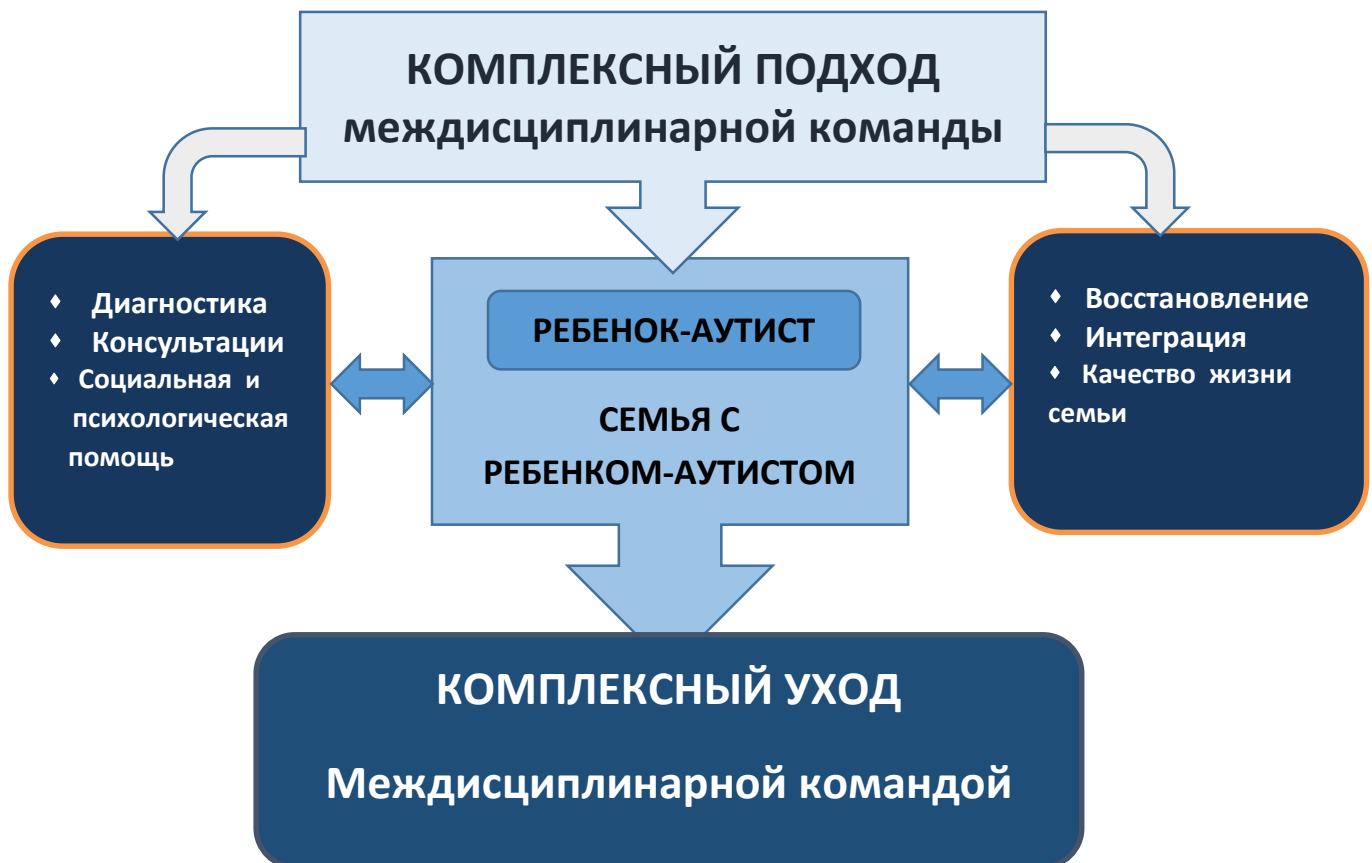 КОМПЛЕКСНЫЙ ПОДХОД
междисциплинарной команды
♦ Диагностика
♦ Консультации
♦ Социальная и
психологическая
помощь
РЕБЕНОК-АУТИСТ
СЕМЬЯ С
РЕБЕНКОМ-АУТИСТОМ
♦ Восстановление
♦ Интеграция
♦ Качество жизни
семьи
КОМПЛЕКСНЫЙ УХОД
Междисциплинарной командой